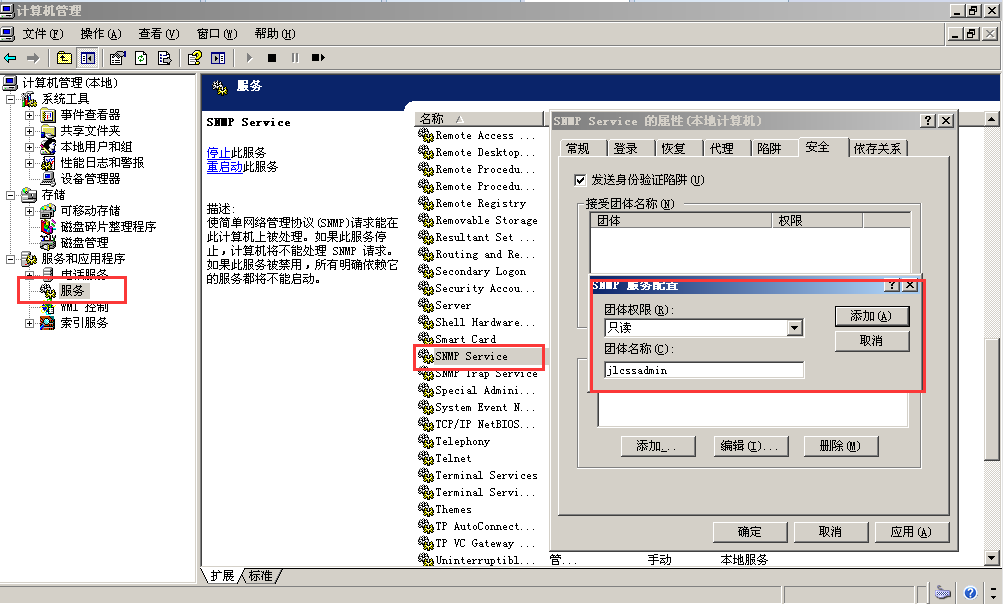 计算机管理
文件(F) 操作(A) 查看(V) 窗口(W) 帮助(H)
计算机管理(本地)
系统工具
事件查看器
共享文件夹
本地用户和组
性能日志和警报
设备管理器
存储
可移动存储
磁盘碎片整理程序
磁盘管理
服务和应用程序
电话服务
服务
WMI 控制
索引服务
服务
SNMP Service
停止此服务
重启动此服务
描述:
使简单网络管理协议(SNMP)请求能在
此计算机上被处理。如果此服务停
止，计算机将不能处理 SNMP 请求。
如果此服务被禁用，所有明确依赖它
的服务都将不能启动。
名称
Remote Access ...
Remote Desktop...
Remote Procedu...
Remote Procedu...
Remote Registry
Removable Storage
Resultant Set ...
Routing and Re...
Secondary Logon
Security Accou...
Server
Shell Hardware...
Smart Card
SNMP Service
SNMP Trap Service
Special Admini...
System Event N...
TCP/IP NetBIOS...
Telephony
Telnet
Terminal Services
Terminal Servi...
Themes
TP AutoConnect...
TP VC Gateway ...
Uninterruptibl... 管... 手动 本地服务
SNMP Service 的属性(本地计算机)
常规 登录 恢复 代理 陷阱 安全 依存关系
发送身份验证陷阱(U)
接受团体名称(N)
团体 权限
SNMP 服务配置
团体权限(R):
只读
团体名称(C):
jlcssadmin
添加(A)
取消
添加... 编辑(I)... 删除(M)
确定 取消 应用(A)
扩展 标准